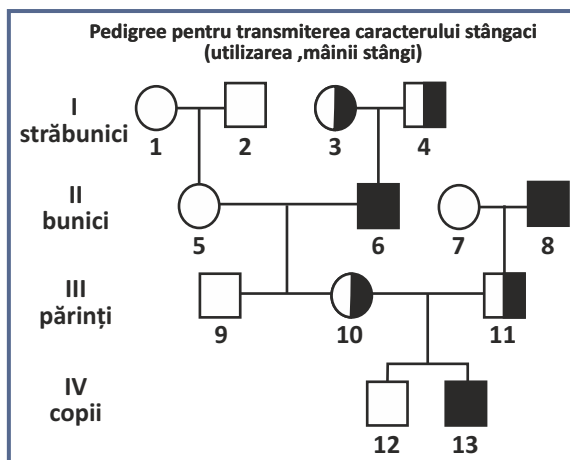 Pedigree pentru transmiterea caracterului stângaci
(utilizarea ,mâinii stângi)
I
străbunici
1 2 3 4
II
bunici
5 6 7 8
III
părinți
9 10 11
IV
copii
12 13